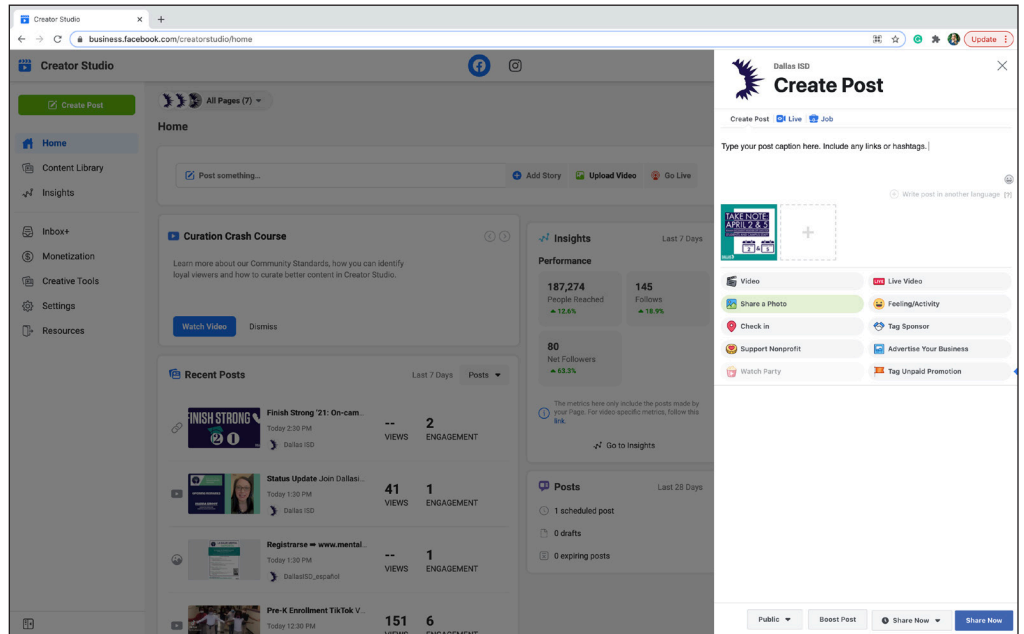 Creator Studio
business.facebook.com/creatorstudio/home
Update
Creator Studio
Create Post
Home
Content Library
Insights
Inbox+
Monetization
Creative Tools
Settings
Resources
All Pages (7)
Home
Post something...
Add Story
Upload Video
Go Live
Curation Crash Course
Learn more about our Community Standards, how you can identify
loyal viewers and how to curate better content in Creator Studio.
Watch Video
Dismiss
Recent Posts
Last 7 Days
Posts
FINISH STRONG
20 1
Finish Strong '21: On-cam...
Today 2:30 PM
Dallas ISD
--
VIEWS
2
ENGAGEMENT
Status Update Join Dallasi...
Today 1:30 PM
Dallas ISD
41
VIEWS
1
ENGAGEMENT
Registrarse ➡ www.mental...
Today 1:30 PM
DallasISD_español
--
VIEWS
1
ENGAGEMENT
Pre-K Enrollment TikTok V...
Today 12:30 PM
151
VIEWS
6
ENGAGEMENT
Insights
Last 7 Days
Performance
187,274
People Reached
12.6%
145
Follows
18.9%
80
Net Followers
63.3%
The metrics here only include the posts made by
your Page. For video specific metrics, follow this
link.
Go to Insights
Posts
Last 28 Days
1 scheduled post
0 drafts
0 expiring posts
Dallas ISD
Create Post
Create Post
Live
Job
Type your post caption here. Include any links or hashtags.
Write post in another language [?]
TAKE NOTE:
APRIL 2 & 5
2 & 5
Video
LIVE Live Video
Share a Photo
Feeling/Activity
Check in
Tag Sponsor
Support Nonprofit
Advertise Your Business
Watch Party
Tag Unpaid Promotion
Public
Boost Post
Share Now
Share Now